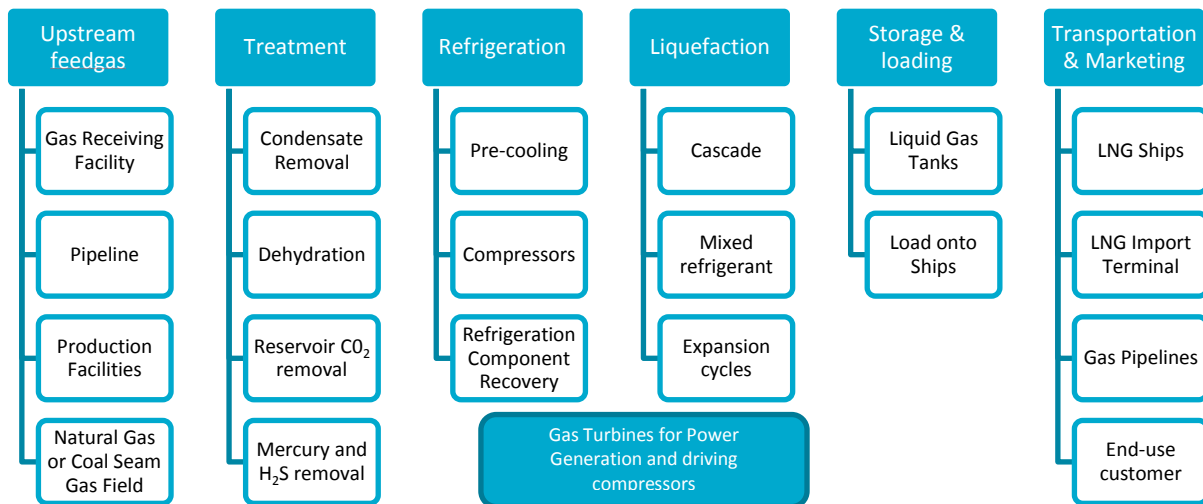 Upstream
feedgas
Gas Receiving
Facility
Pipeline
Production
Facilities
Natural Gas
or Coal Seam
Gas Field
Treatment
Condensate
Removal
Dehydration
Reservoir C0₂
removal
Mercury and
H₂S removal
Refrigeration
Pre-cooling
Compressors
Refrigeration
Component
Recovery
Liquefaction
Cascade
Mixed
refrigerant
Expansion
cycles
Gas Turbines for Power
Generation and driving
compressors
Storage &
loading
Liquid Gas
Tanks
Load onto
Ships
Transportation
& Marketing
LNG Ships
LNG Import
Terminal
Gas Pipelines
End-use
customer